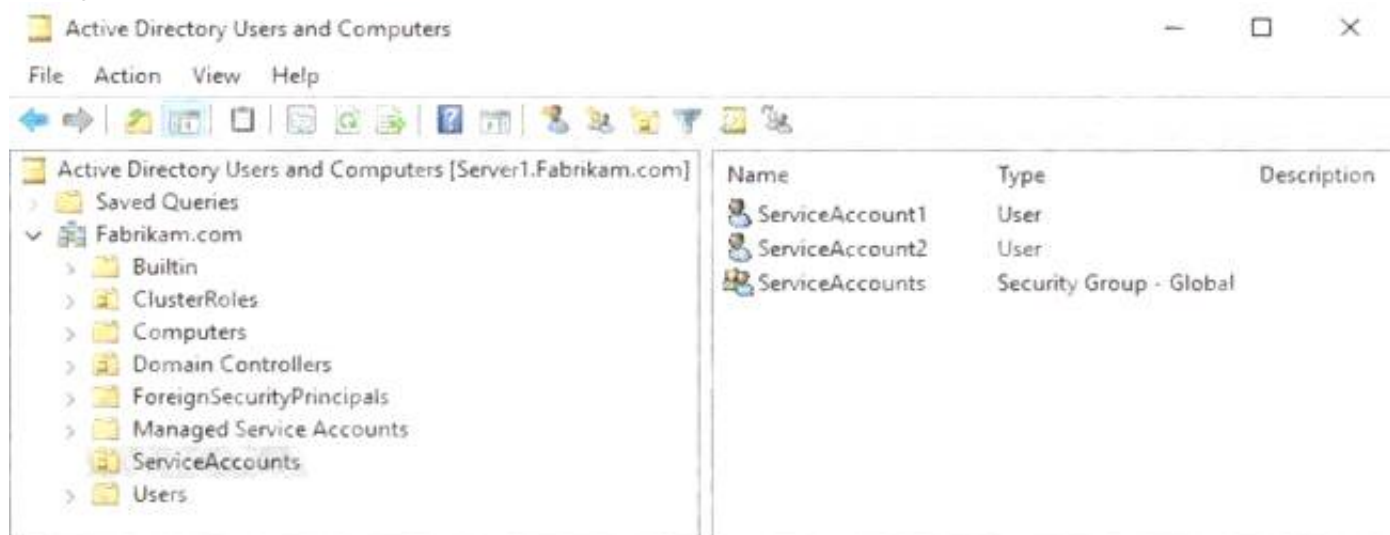 Active Directory Users and Computers
File Action View Help
Active Directory Users and Computers [Server1.Fabrikam.com]
Saved Queries
Fabrikam.com
Builtin
ClusterRoles
Computers
Domain Controllers
ForeignSecurityPrincipals
Managed Service Accounts
ServiceAccounts
Users
Name Type Description
ServiceAccount1 User
ServiceAccount2 User
ServiceAccounts Security Group - Global